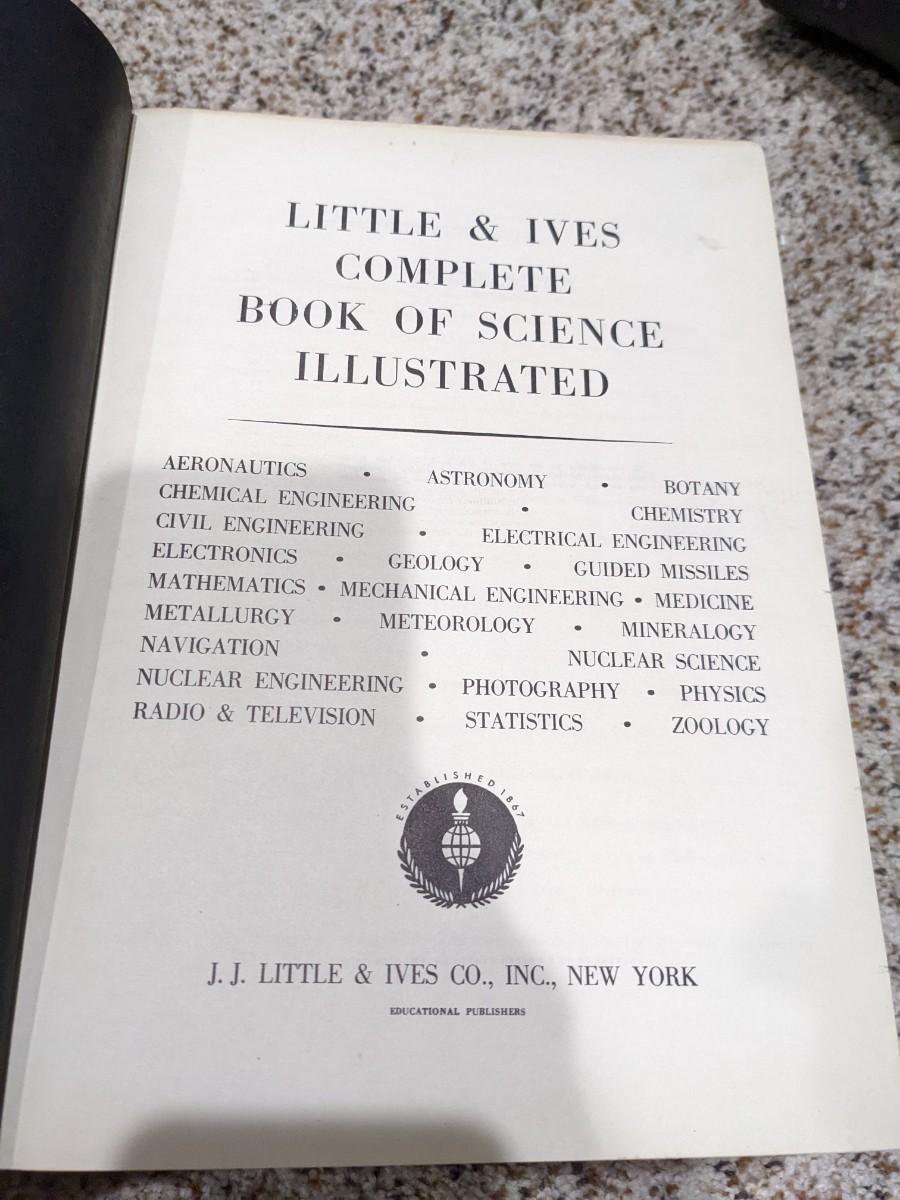 LITTLE & IVES
COMPLETE
BOOK OF SCIENCE
ILLUSTRATED
AERONAUTICS • ASTRONOMY • BOTANY
CHEMICAL ENGINEERING • CHEMISTRY
CIVIL ENGINEERING • ELECTRICAL ENGINEERING
ELECTRONICS • GEOLOGY • GUIDED MISSILES
MATHEMATICS • MECHANICAL ENGINEERING • MEDICINE
METALLURGY • METEOROLOGY • MINERALOGY
NAVIGATION • NUCLEAR SCIENCE
NUCLEAR ENGINEERING • PHOTOGRAPHY • PHYSICS
RADIO & TELEVISION • STATISTICS • ZOOLOGY
ESTABLISHED 1867
J. J. LITTLE & IVES CO., INC., NEW YORK
EDUCATIONAL PUBLISHERS